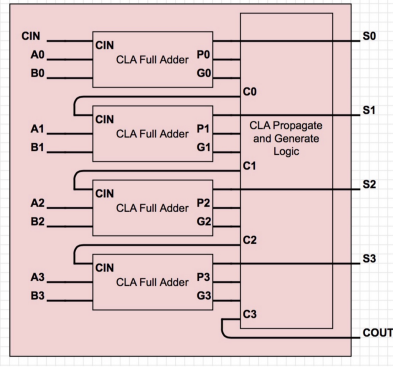 CIN
S0
CIN
A0
CLA Full Adder
P0
B0
G0
C0
S1
CIN
A1
CLA Full Adder
P1
CLA Propagate
and Generate
Logic
B1
G1
C1
S2
CIN
A2
CLA Full Adder
P2
B2
G2
C2
S3
CIN
A3
CLA Full Adder
P3
B3
G3
C3
COUT